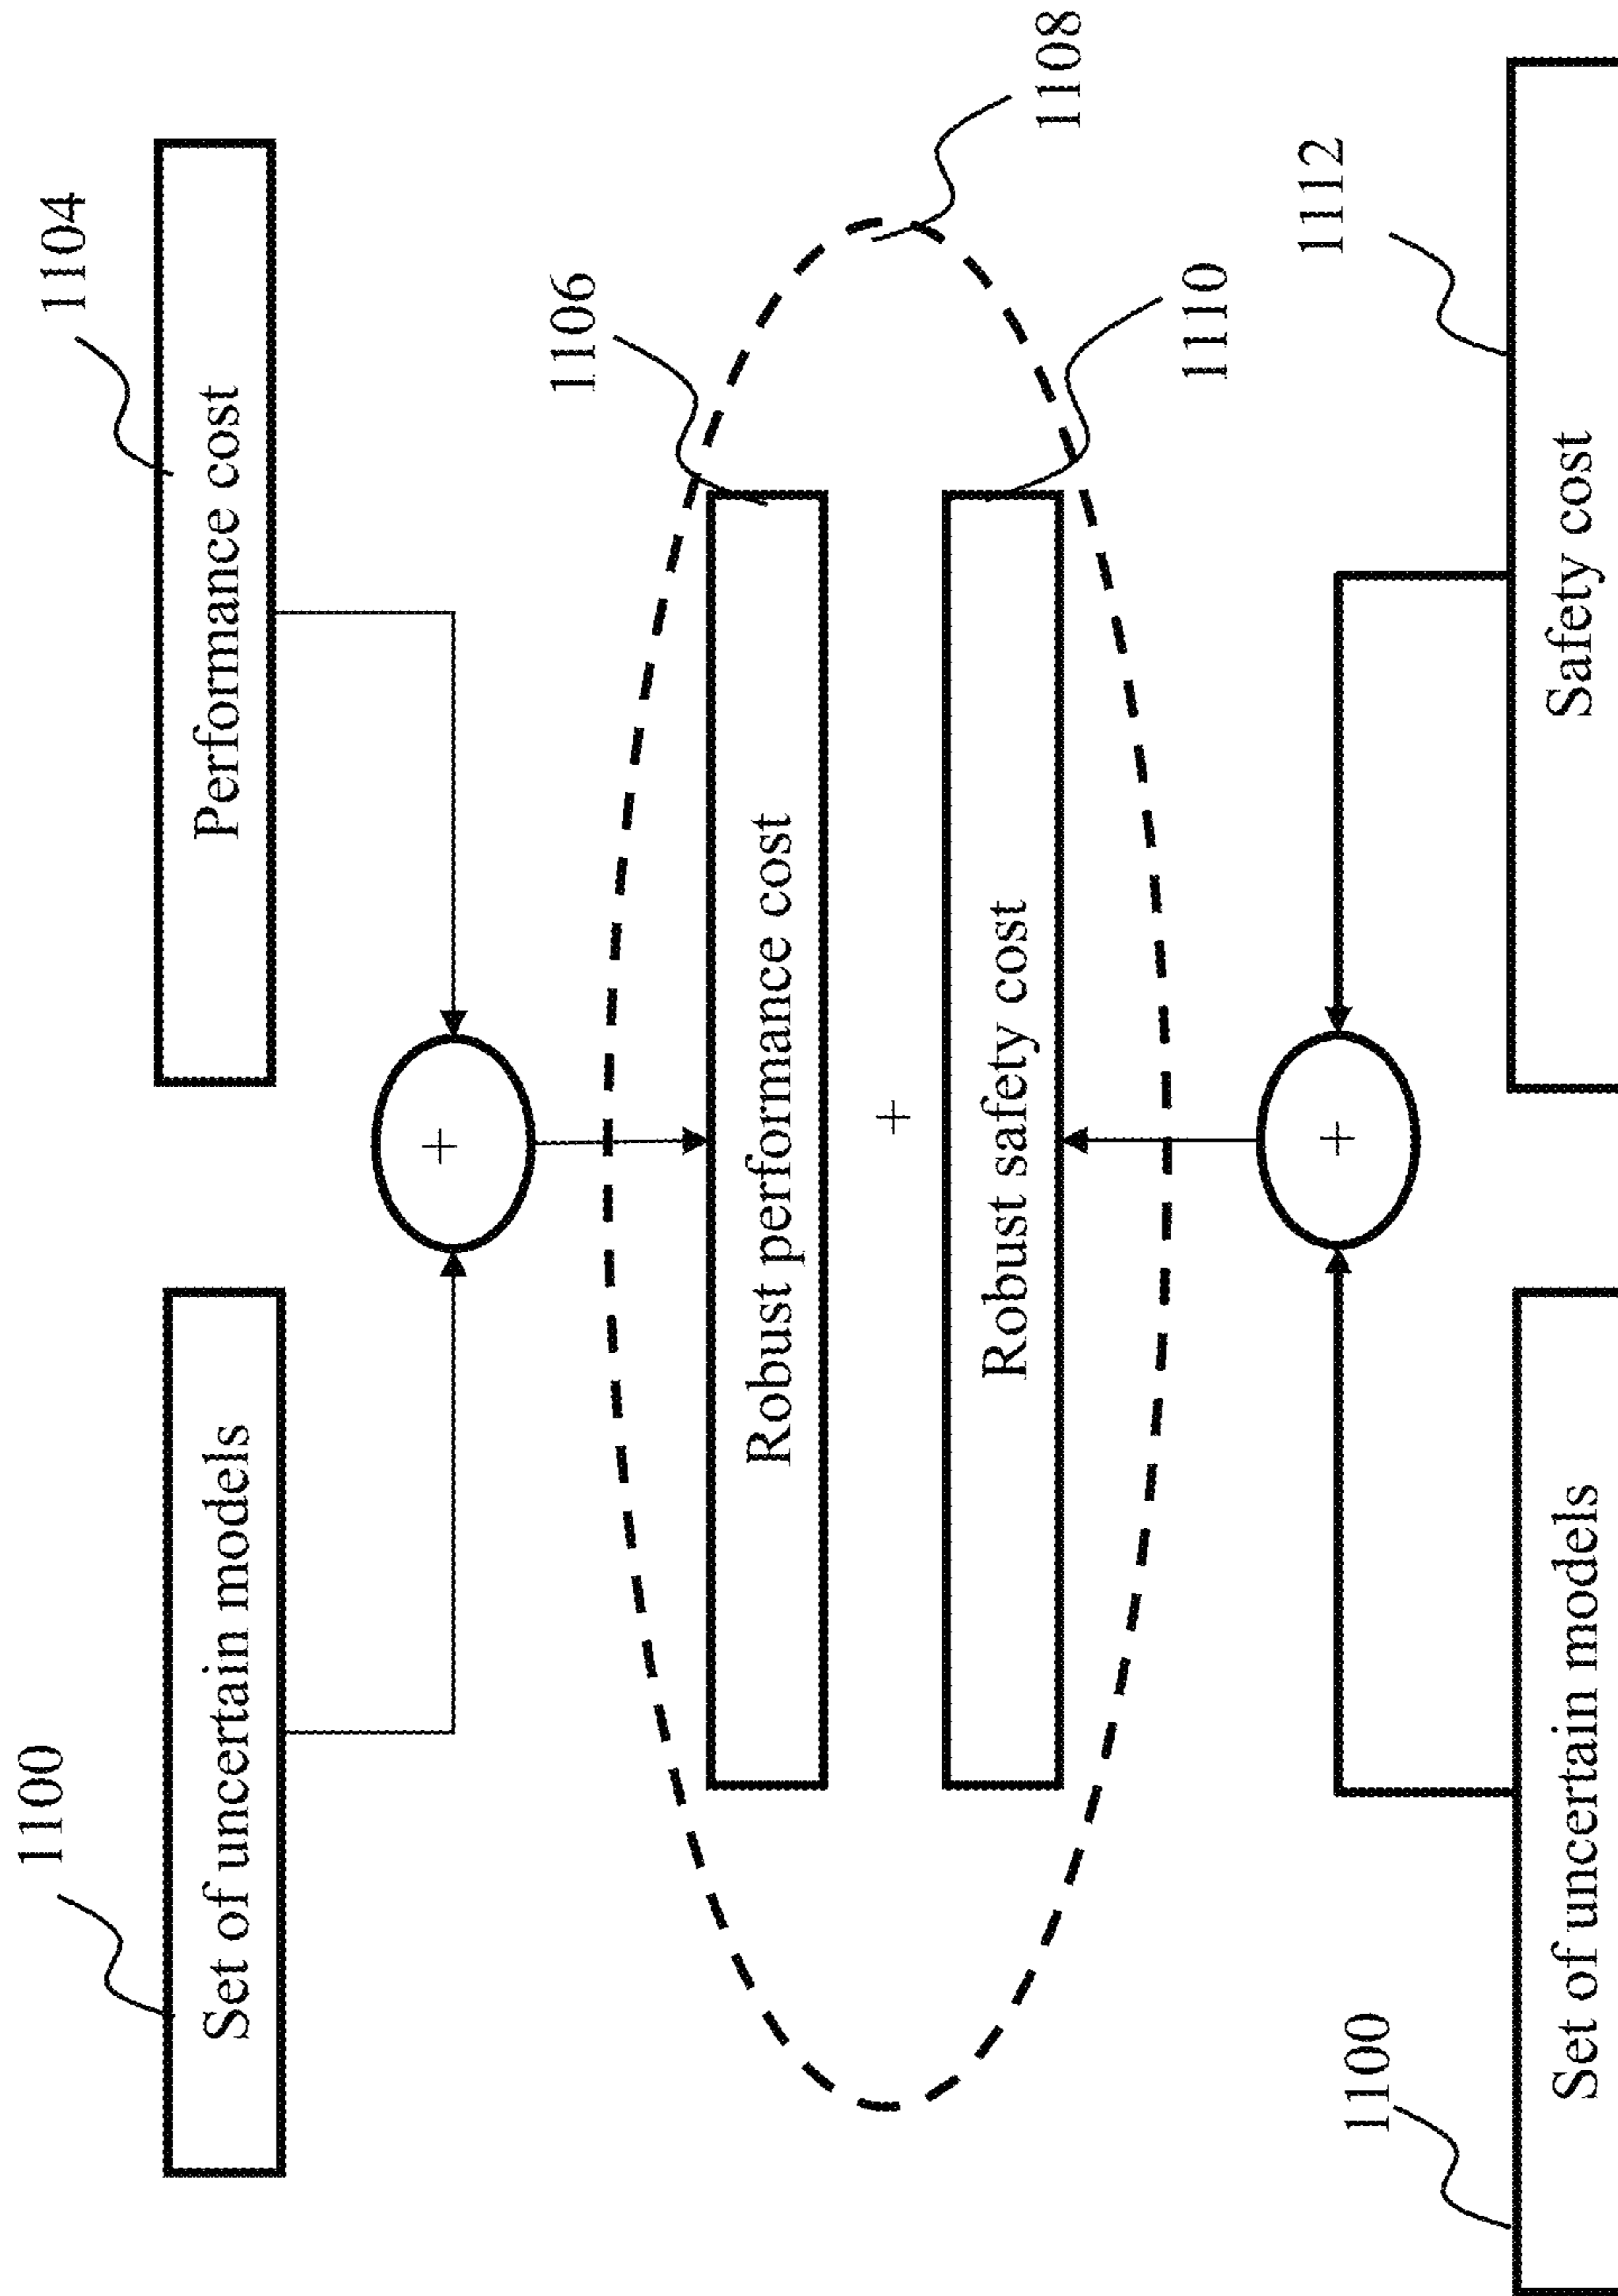 1100
Set of uncertain models
1104
Performance cost
+
1106
Robust performance cost
+
1108
Robust safety cost
1110
+
1100
Set of uncertain models
1112
Safety cost